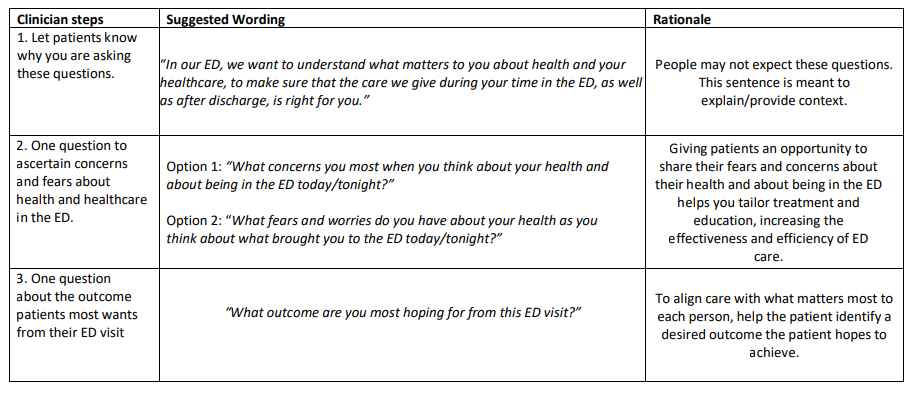 Clinician steps
Suggested Wording
Rationale
1. Let patients know
why you are asking
these questions.
“In our ED, we want to understand what matters to you about health and your
healthcare, to make sure that the care we give during your time in the ED, as well
as after discharge, is right for you.”
People may not expect these questions.
This sentence is meant to
explain/provide context.
2. One question to
ascertain concerns
and fears about
health and healthcare
in the ED.
Option 1: “What concerns you most when you think about your health and
about being in the ED today/tonight?”
Option 2: “What fears and worries do you have about your health as you
think about what brought you to the ED today/tonight?”
Giving patients an opportunity to
share their fears and concerns about
their health and about being in the ED
helps you tailor treatment and
education, increasing the
effectiveness and efficiency of ED
care.
3. One question
about the outcome
patients most wants
from their ED visit
“What outcome are you most hoping for from this ED visit?”
To align care with what matters most to
each person, help the patient identify a
desired outcome the patient hopes to
achieve.